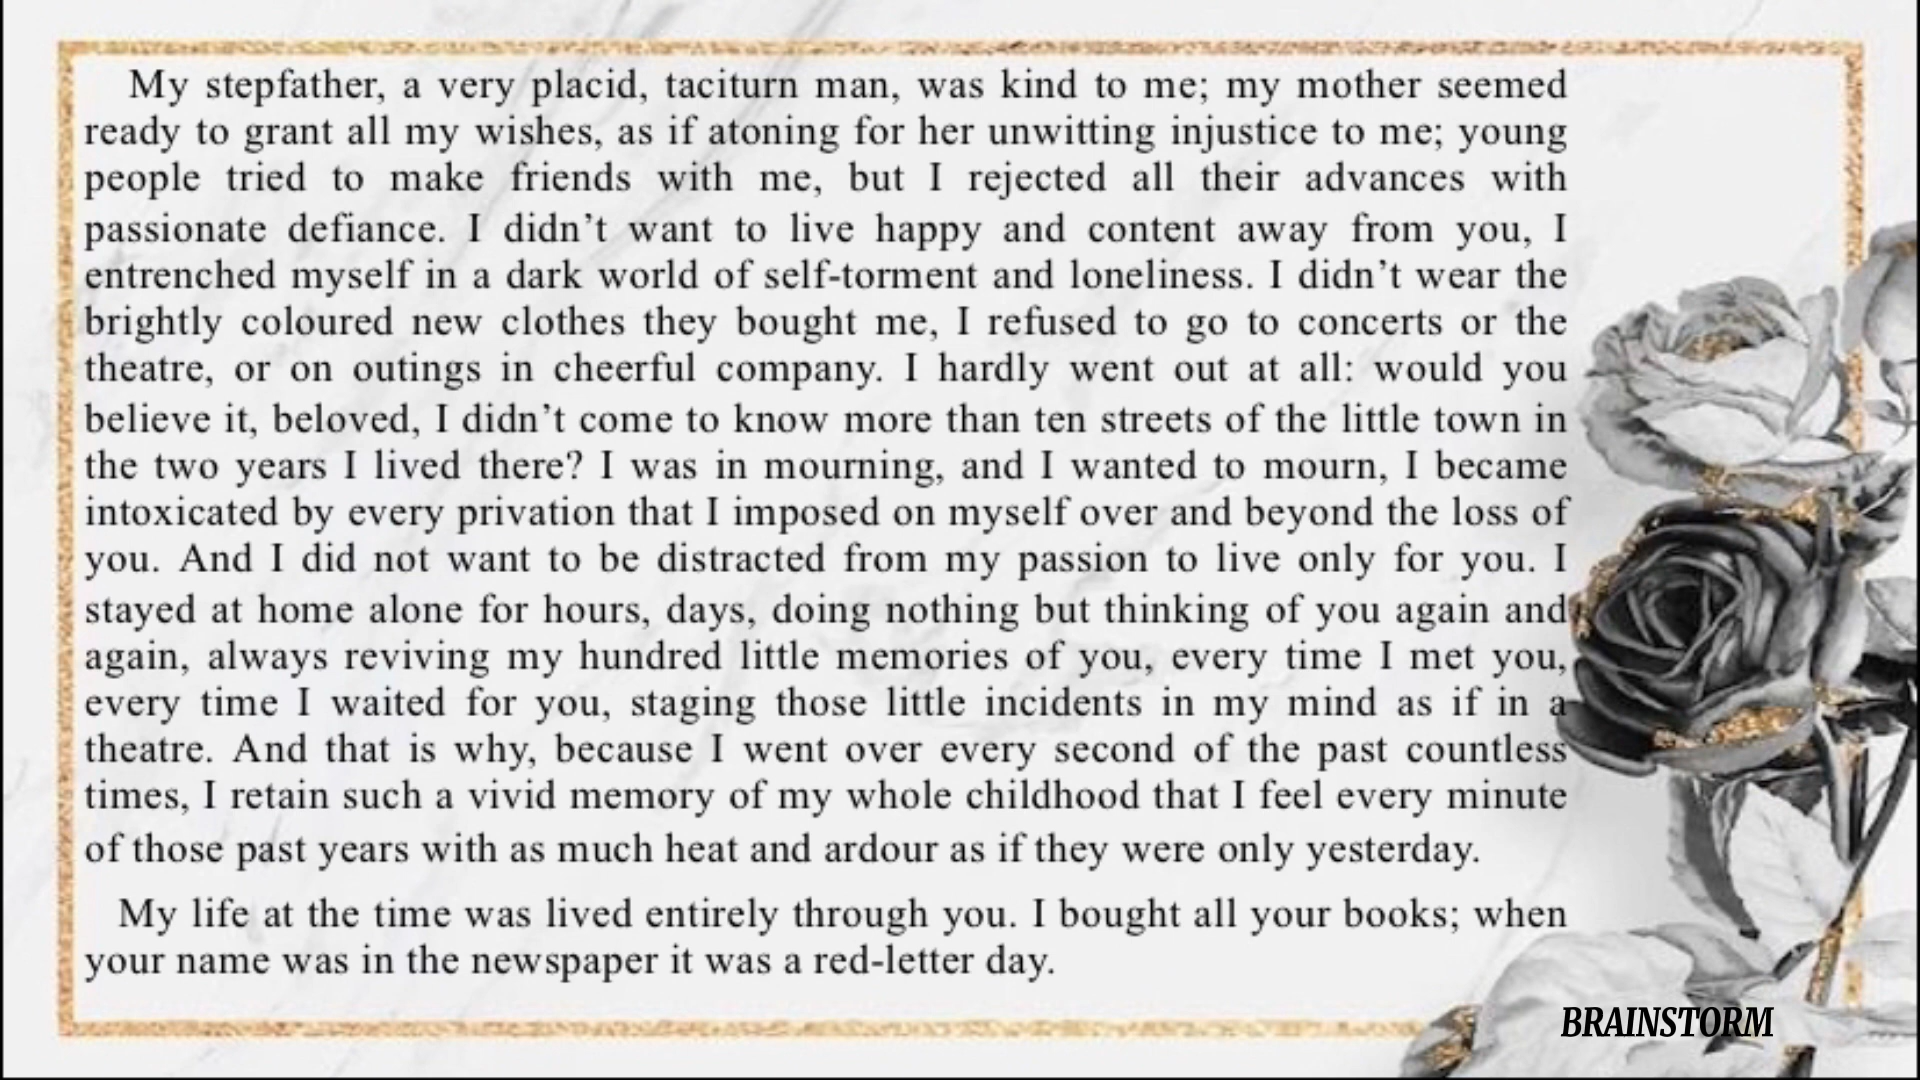 My stepfather, a very placid, taciturn man, was kind to me; my mother seemed
ready to grant all my wishes, as if atoning for her unwitting injustice to me; young
people tried to make friends with me, but I rejected all their advances with
passionate defiance. I didn’t want to live happy and content away from you, I
entrenched myself in a dark world of self-torment and loneliness. I didn’t wear the
brightly coloured new clothes they bought me, I refused to go to concerts or the
theatre, or on outings in cheerful company. I hardly went out at all: would you
believe it, beloved, I didn’t come to know more than ten streets of the little town in
the two years I lived there? I was in mourning, and I wanted to mourn, I became
intoxicated by every privation that I imposed on myself over and beyond the loss of
you. And I did not want to be distracted from my passion to live only for you. I
stayed at home alone for hours, days, doing nothing but thinking of you again and
again, always reviving my hundred little memories of you, every time I met you,
every time I waited for you, staging those little incidents in my mind as if in a
theatre. And that is why, because I went over every second of the past countless
times, I retain such a vivid memory of my whole childhood that I feel every minute
of those past years with as much heat and ardour as if they were only yesterday.
My life at the time was lived entirely through you. I bought all your books; when
your name was in the newspaper it was a red-letter day.
BRAINSTORM